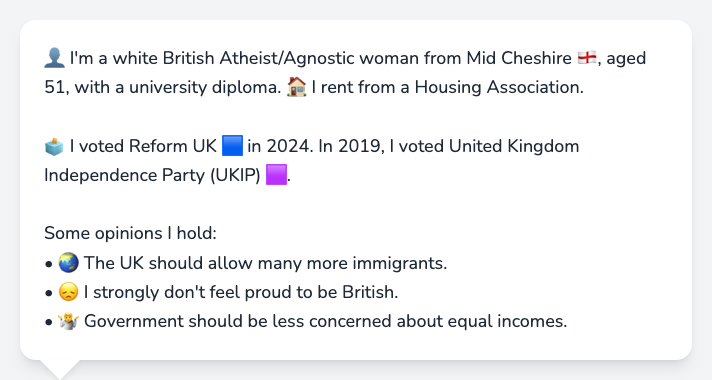 👤 I'm a white British Atheist/Agnostic woman from Mid Cheshire 🏴󠁧󠁢󠁥󠁮󠁧󠁿, aged
51, with a university diploma. 🏠 I rent from a Housing Association.
🗳️ I voted Reform UK 🟦 in 2024. In 2019, I voted United Kingdom
Independence Party (UKIP) 🟪.
Some opinions I hold:
• 🌏 The UK should allow many more immigrants.
• 😞 I strongly don't feel proud to be British.
• 🤷 Government should be less concerned about equal incomes.